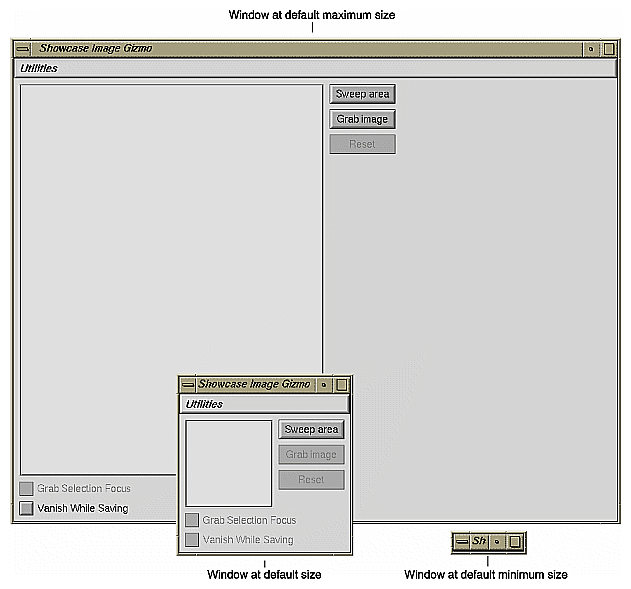 Window at default maximum size
Showcase Image Gizmo
Utilities
Sweep area
Grab image
Reset
Grab Selection Focus
Vanish While Saving
Showcase Image Gizmo
Utilities
Sweep area
Grab image
Reset
Grab Selection Focus
Vanish While Saving
Sh
Window at default size
Window at default minimum size